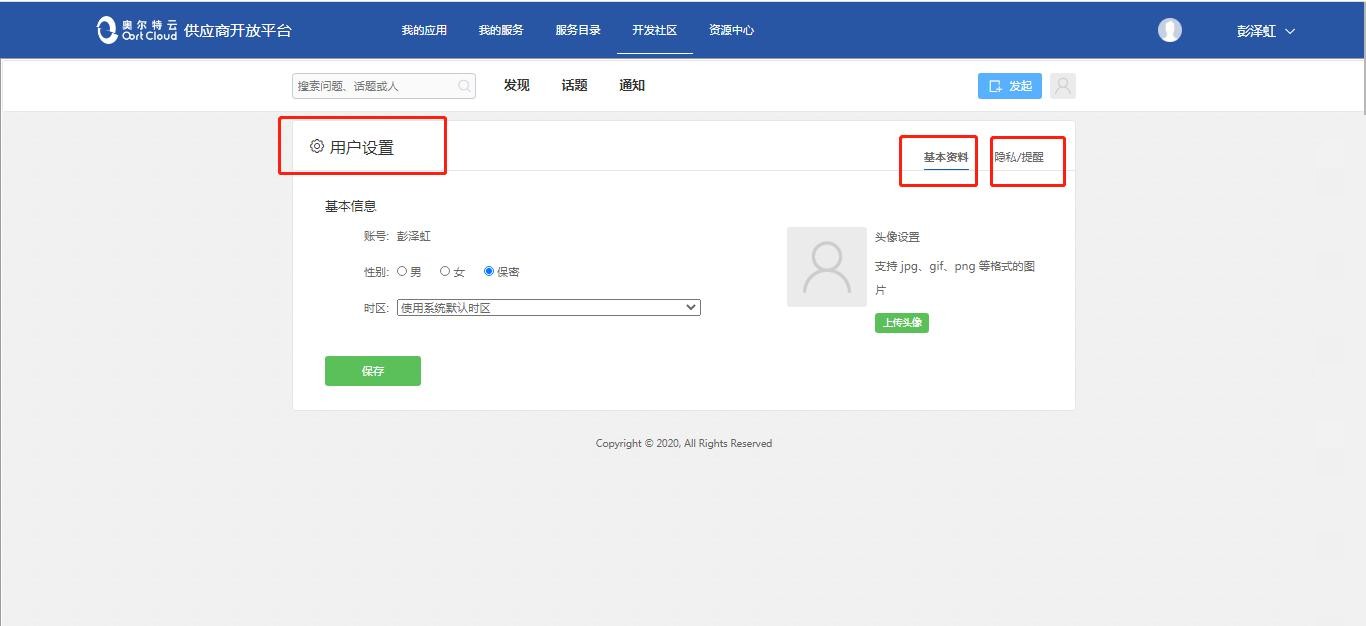 奥尔特云 OortCloud 供应商开放平台 我的应用 我的服务 服务目录 开发社区 资源中心 彭泽虹
搜索问题、话题或人 发现 话题 通知 发起
用户设置 基本资料 隐私/提醒
基本信息
账号: 彭泽虹
性别: 男 女 保密
时区: 使用系统默认时区
头像设置
支持 jpg、gif、png 等格式的图
片
上传头像
保存
Copyright © 2020, All Rights Reserved